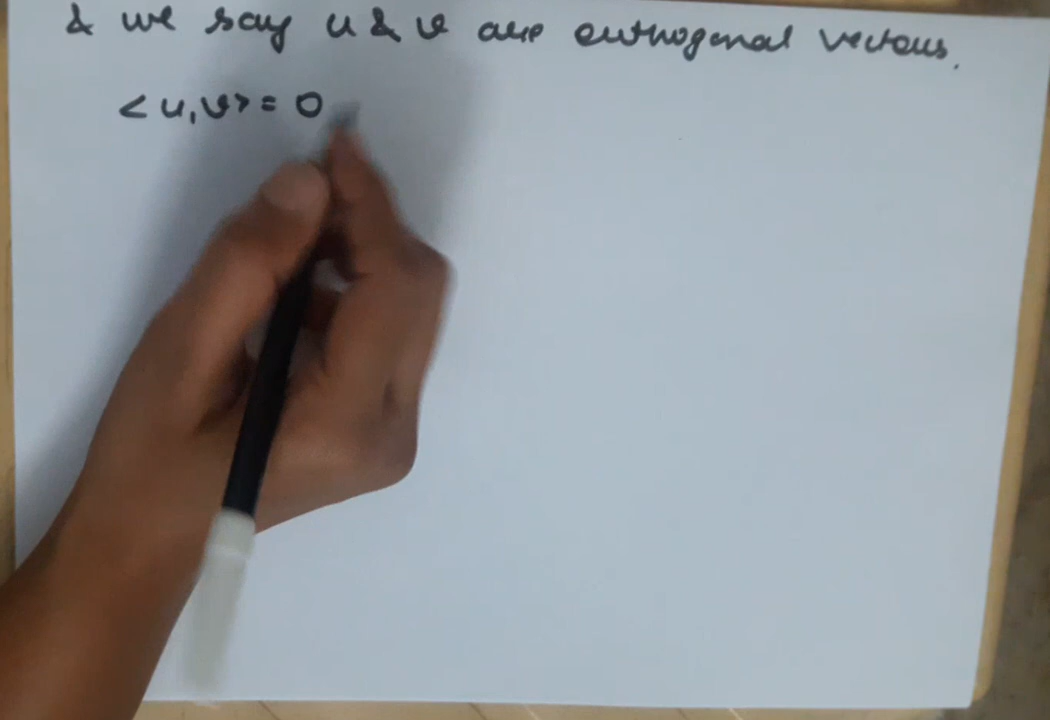 & we say u & v are orthogonal vectors.
<u,v> = 0